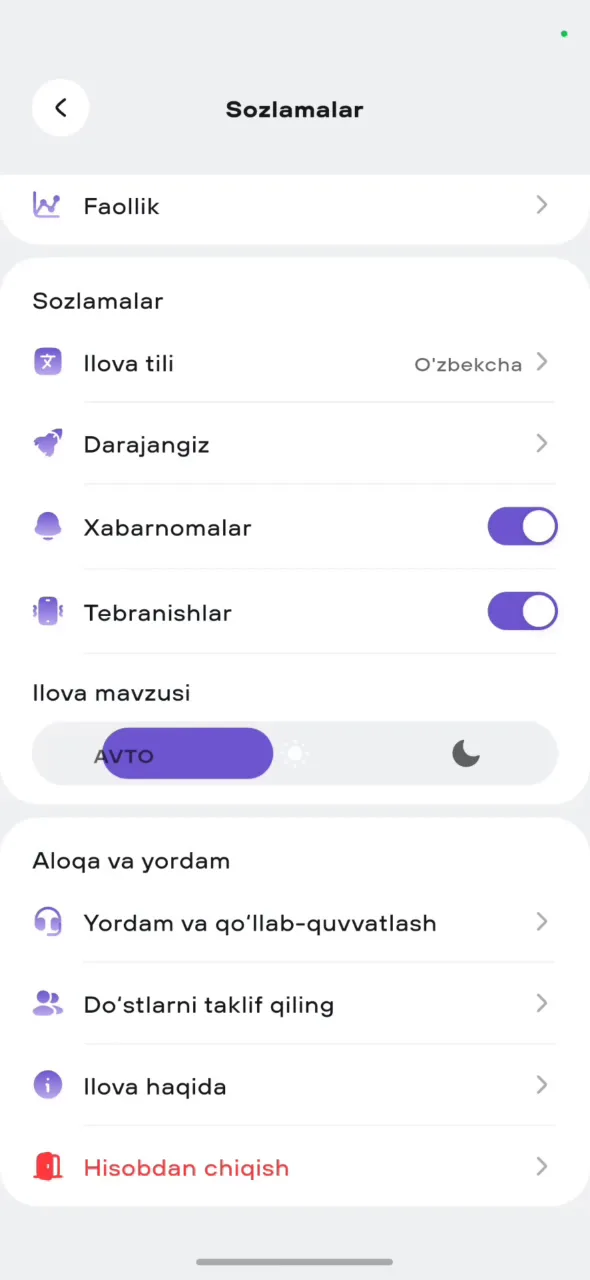 Sozlamalar
Faollik
Sozlamalar
Ilova tili
O'zbekcha
Darajangiz
Xabarnomalar
Tebranishlar
Ilova mavzusi
AVTO
Aloqa va yordam
Yordam va qo‘llab-quvvatlash
Do‘stlarni taklif qiling
Ilova haqida
Hisobdan chiqish